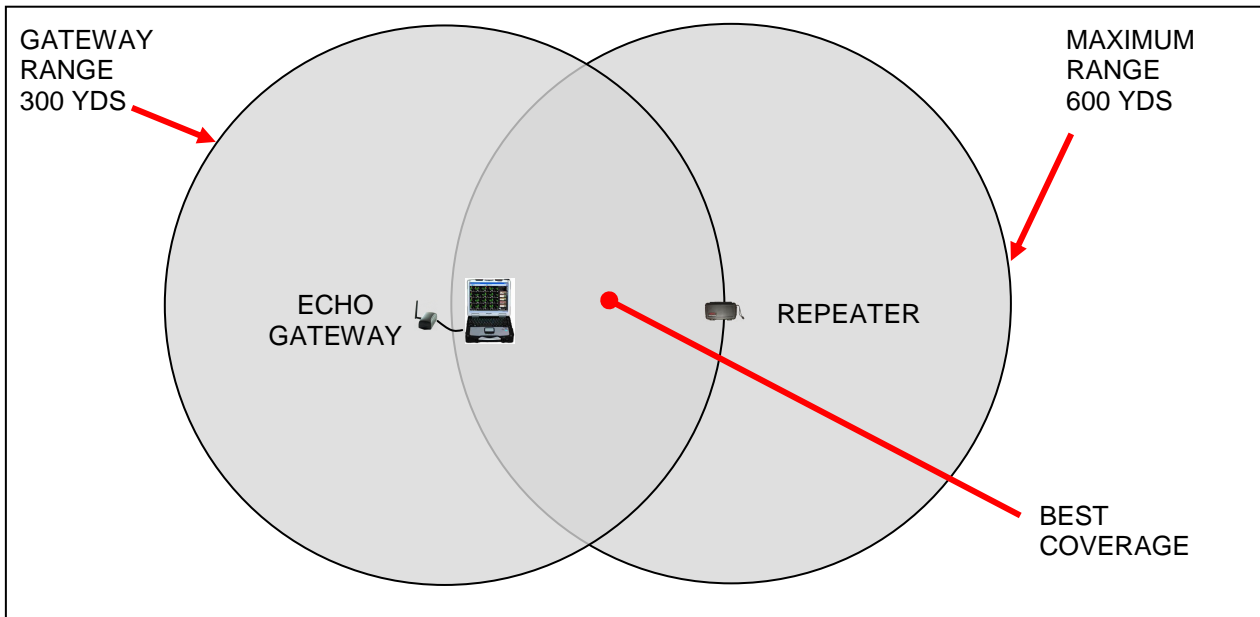 GATEWAY
RANGE
300 YDS
MAXIMUM
RANGE
600 YDS
ECHO
GATEWAY
REPEATER
BEST
COVERAGE